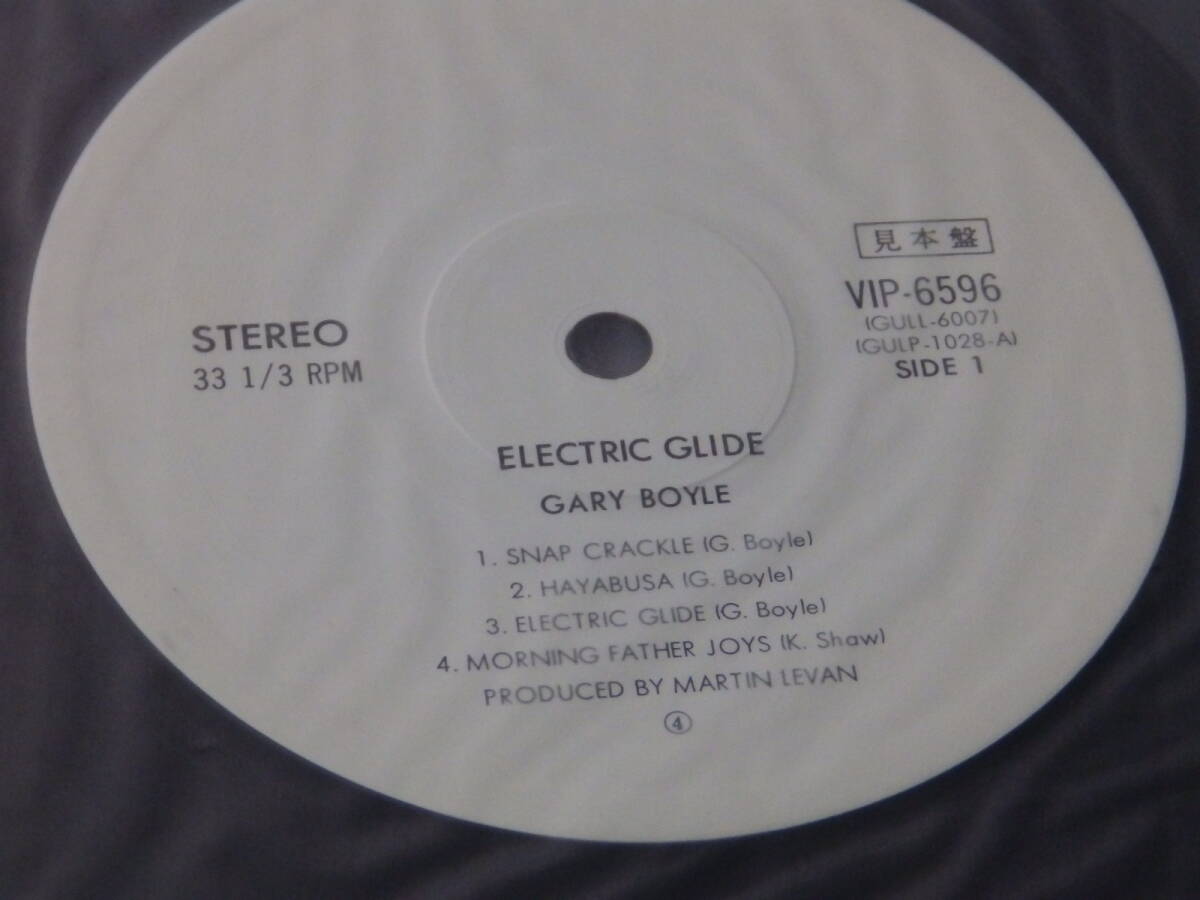 STEREO
33 1/3 RPM
見本盤
VIP-6596
(GULL-6007)
(GULP-1028-A)
SIDE 1
ELECTRIC GLIDE
GARY BOYLE
1. SNAP CRACKLE (G. Boyle)
2. HAYABUSA (G. Boyle)
3. ELECTRIC GLIDE (G. Boyle)
4. MORNING FATHER JOYS (K. Shaw)
PRODUCED BY MARTIN LEVAN
④